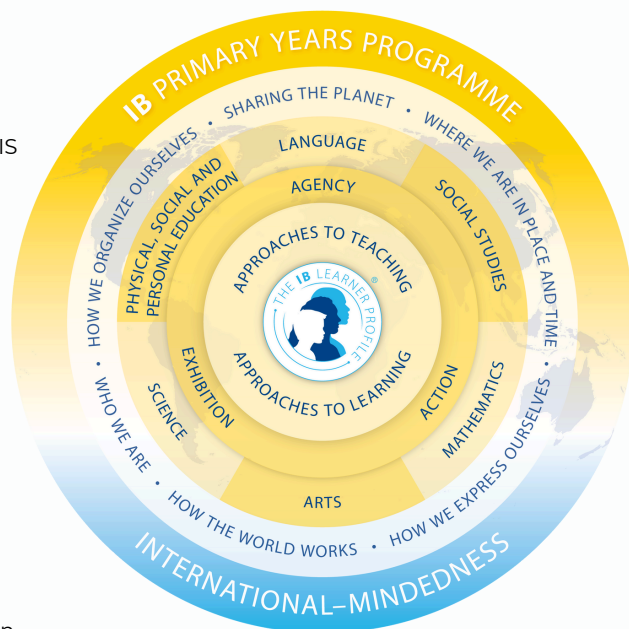 IB PRIMARY YEARS PROGRAMME
IS
SHARING THE PLANET •
WHERE WE ARE IN PLACE AND TIME •
HOW WE EXPRESS OURSELVES •
HOW THE WORLD WORKS •
WHO WE ARE •
HOW WE ORGANIZE OURSELVES •
LANGUAGE
SOCIAL STUDIES
MATHEMATICS
ARTS
SCIENCE
PHYSICAL, SOCIAL AND
PERSONAL EDUCATION
AGENCY
ACTION
EXHIBITION
APPROACHES TO TEACHING
THE IB LEARNER PROFILE ®
APPROACHES TO LEARNING
INTERNATIONAL–MINDEDNESS